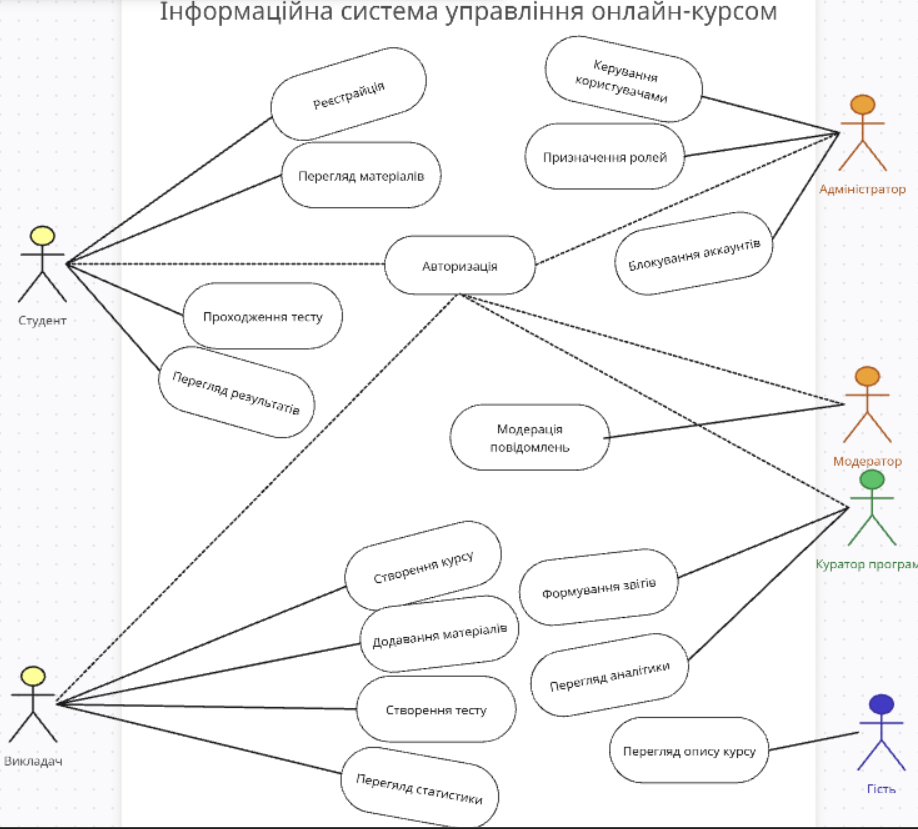 Інформаційна система управління онлайн-курсом
Реєстрайція
Керування
користувачами
Призначення ролей
Перегляд матеріалів
Адміністратор
Блокування аккаунтів
Авторизація
Студент
Проходження тесту
Перегляд результатів
Модерація
повідомлень
Модератор
Створення курсу
Куратор програм
Формування звігів
Додавання матеріалів
Перегляд аналітики
Створення тесту
Перегляд опису курсу
Викладач
Перегялд статистики
Гість